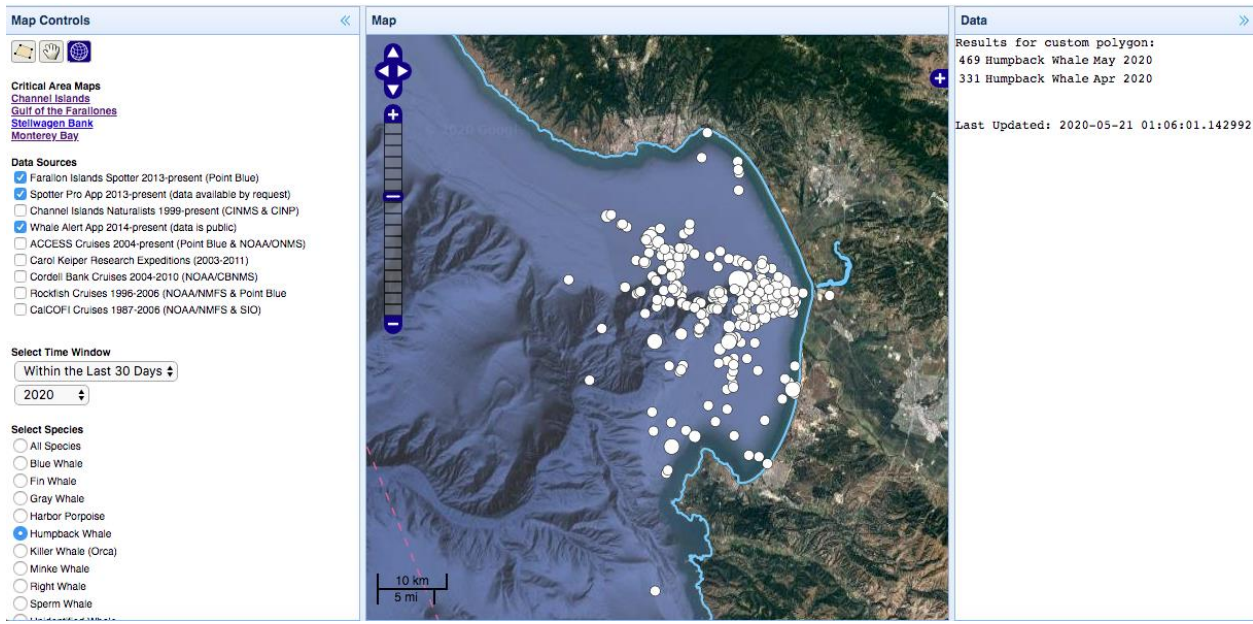 Map Controls
Critical Area Maps
Channel Islands
Gulf of the Farallones
Stellwagen Bank
Monterey Bay
Data Sources
Farallon Islands Spotter 2013-present (Point Blue)
Spotter Pro App 2013-present (data available by request)
Channel Islands Naturalists 1999-present (CINMS & CINP)
Whale Alert App 2014-present (data is public)
ACCESS Cruises 2004-present (Point Blue & NOAA/ONMS)
Carol Keiper Research Expeditions (2003-2011)
Cordell Bank Cruises 2004-2010 (NOAA/CBNMS)
Rockfish Cruises 1996-2006 (NOAA/NMFS & Point Blue
CalCOFI Cruises 1987-2006 (NOAA/NMFS & SIO)
Select Time Window
Within the Last 30 Days
2020
Select Species
All Species
Blue Whale
Fin Whale
Gray Whale
Harbor Porpoise
Humpback Whale
Killer Whale (Orca)
Minke Whale
Right Whale
Sperm Whale
Unidentified Whale
Map
© 2020 Google
10 km
5 mi
Data
Results for custom polygon:
469 Humpback Whale May 2020
331 Humpback Whale Apr 2020
Last Updated: 2020-05-21 01:06:01.142992